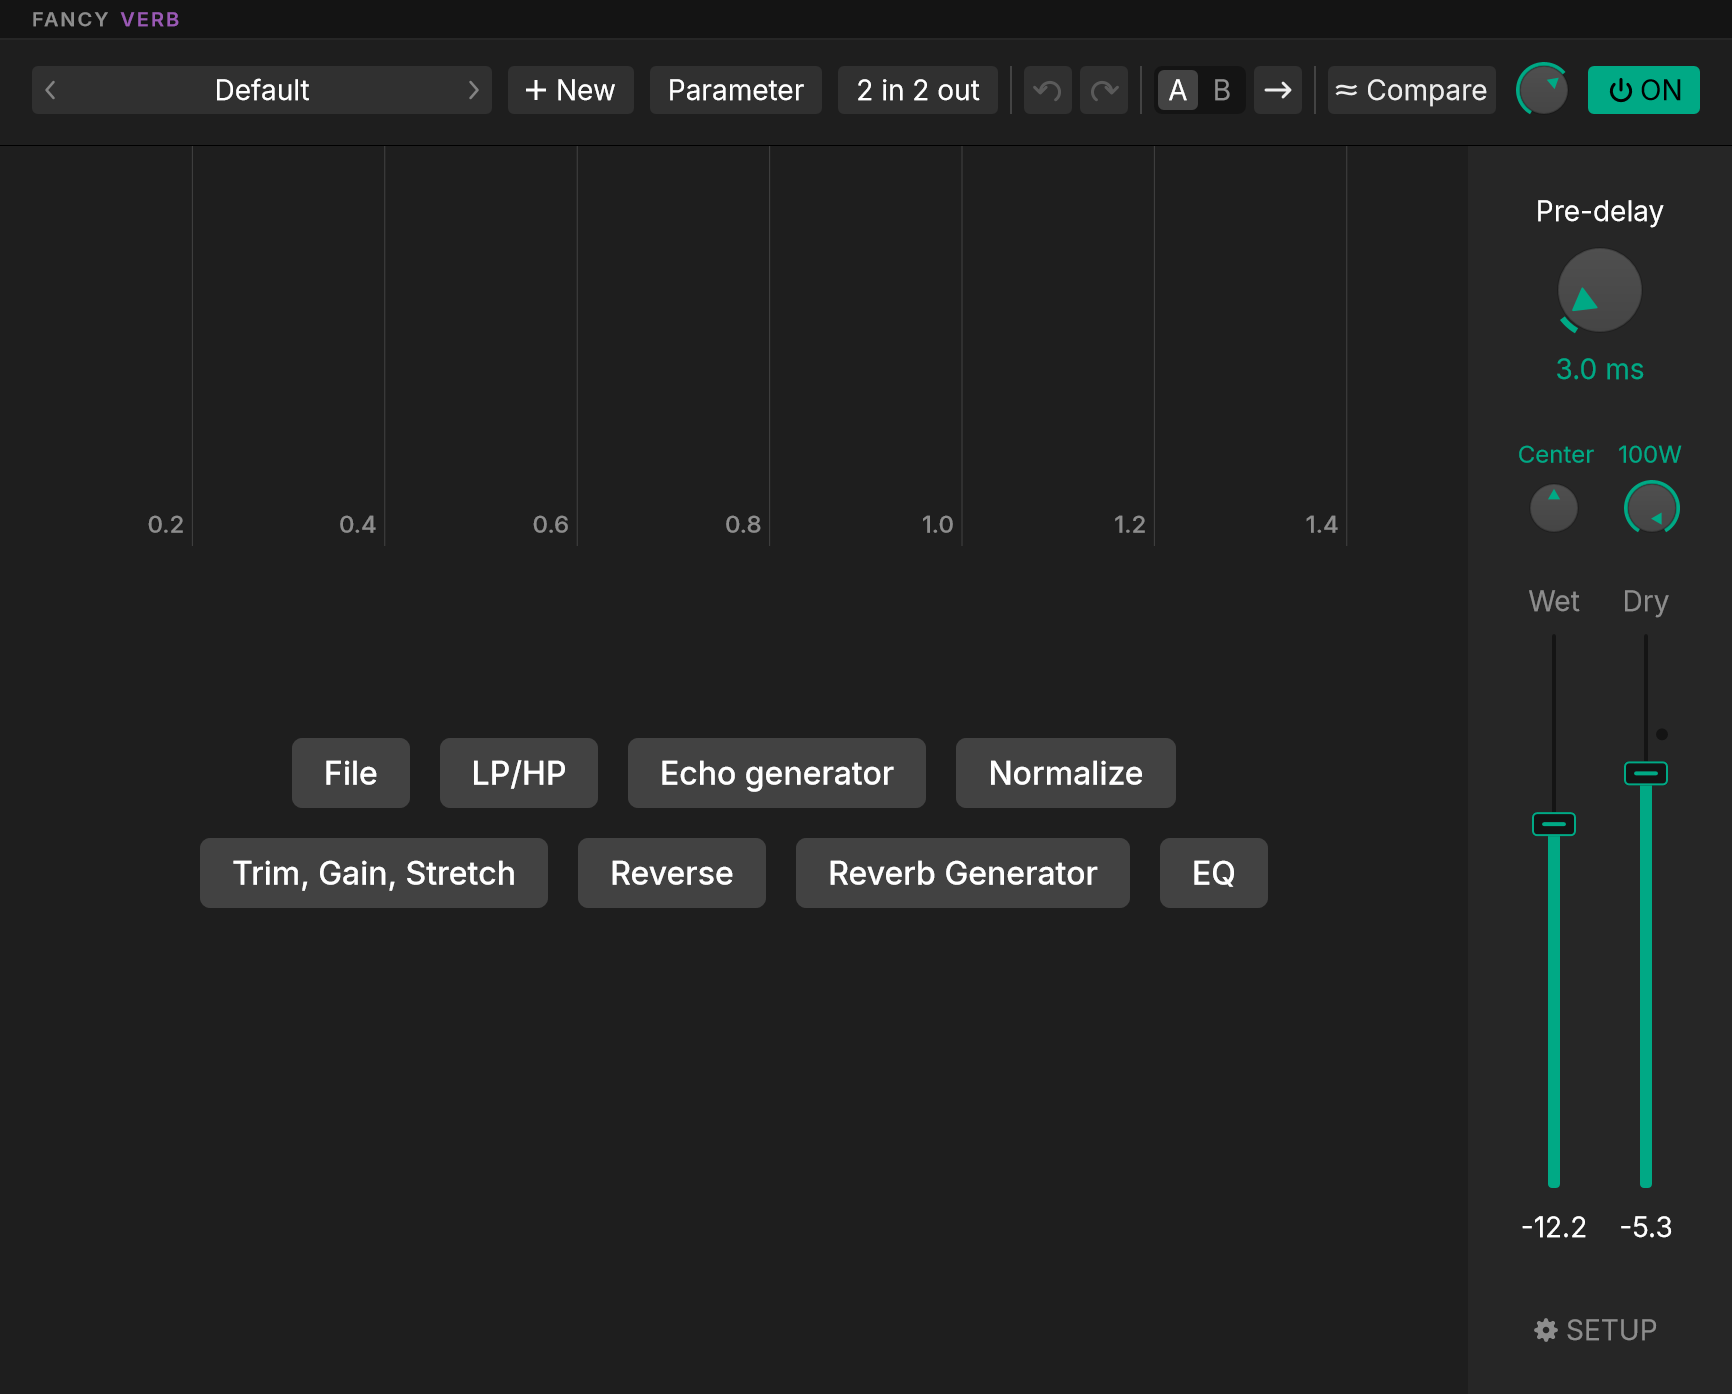 FANCY VERB
Default
+ New
Parameter
2 in 2 out
A B
≈ Compare
ON
Pre-delay
3.0 ms
Center 100W
0.2 0.4 0.6 0.8 1.0 1.2 1.4
Wet Dry
File LP/HP Echo generator Normalize
Trim, Gain, Stretch Reverse Reverb Generator EQ
-12.2 -5.3
SETUP